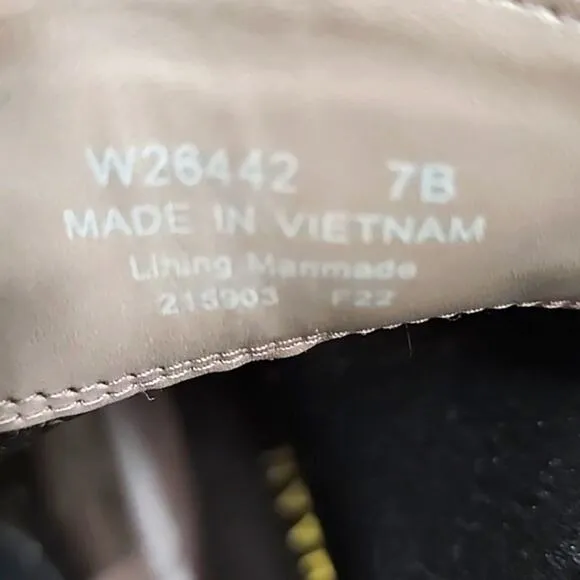 W26442 7B
MADE IN VIETNAM
Lining Manmade
215903 F22